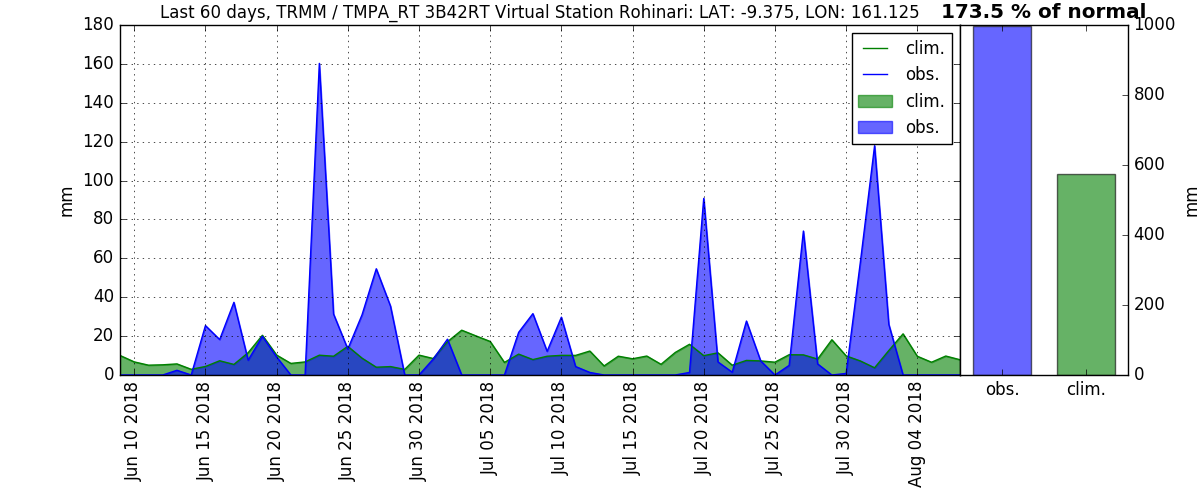 Last 60 days, TRMM / TMPA_RT 3B42RT Virtual Station Rohinari: LAT: -9.375, LON: 161.125
173.5 % of normal
180
160
140
120
100
80
60
40
20
0
mm
clim.
obs.
clim.
obs.
1000
800
600
400
200
0
mm
Jun 10 2018
Jun 15 2018
Jun 20 2018
Jun 25 2018
Jun 30 2018
Jul 05 2018
Jul 10 2018
Jul 15 2018
Jul 20 2018
Jul 25 2018
Jul 30 2018
Aug 04 2018
obs.
clim.